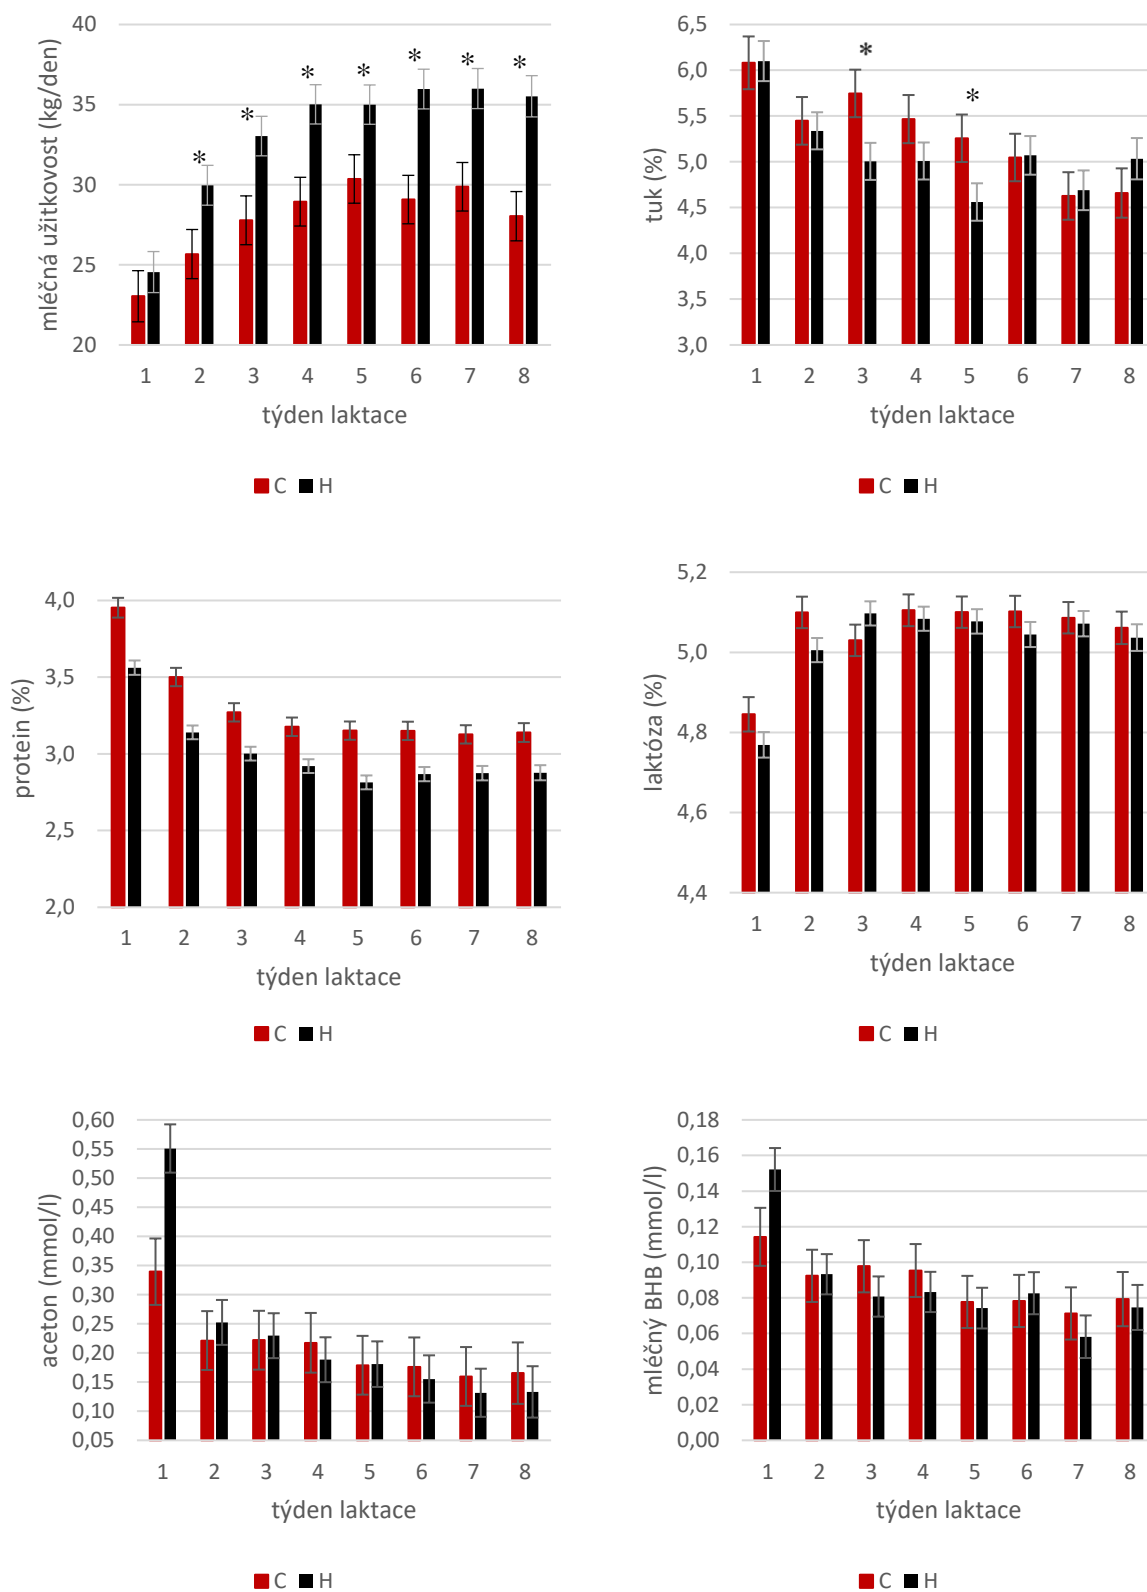 mléčná užitkovost (kg/den)
40
35
30
25
20
* * * * * * *
1 2 3 4 5 6 7 8
týden laktace
C H
tuk (%)
6,5
6,0
5,5
5,0
4,5
4,0
3,5
3,0
* *
1 2 3 4 5 6 7 8
týden laktace
C H
protein (%)
4,0
3,5
3,0
2,5
2,0
1 2 3 4 5 6 7 8
týden laktace
C H
laktóza (%)
5,2
5,0
4,8
4,6
4,4
1 2 3 4 5 6 7 8
týden laktace
C H
aceton (mmol/l)
0,60
0,55
0,50
0,45
0,40
0,35
0,30
0,25
0,20
0,15
0,10
0,05
1 2 3 4 5 6 7 8
týden laktace
C H
mléčný BHB (mmol/l)
0,18
0,16
0,14
0,12
0,10
0,08
0,06
0,04
0,02
0,00
1 2 3 4 5 6 7 8
týden laktace
C H